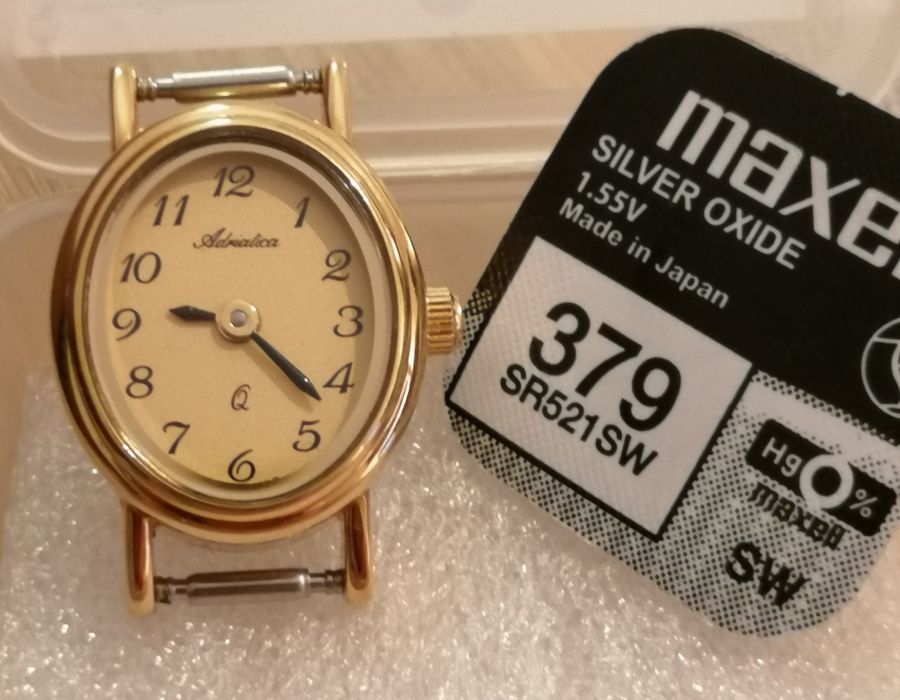 12
11
1
Adriatica
10
2
9
3
8
4
Q
7
5
6
maxe
SILVER OXIDE
1.55V
Made in Japan
379
SR521SW
Hg 0 %
maxell
SW